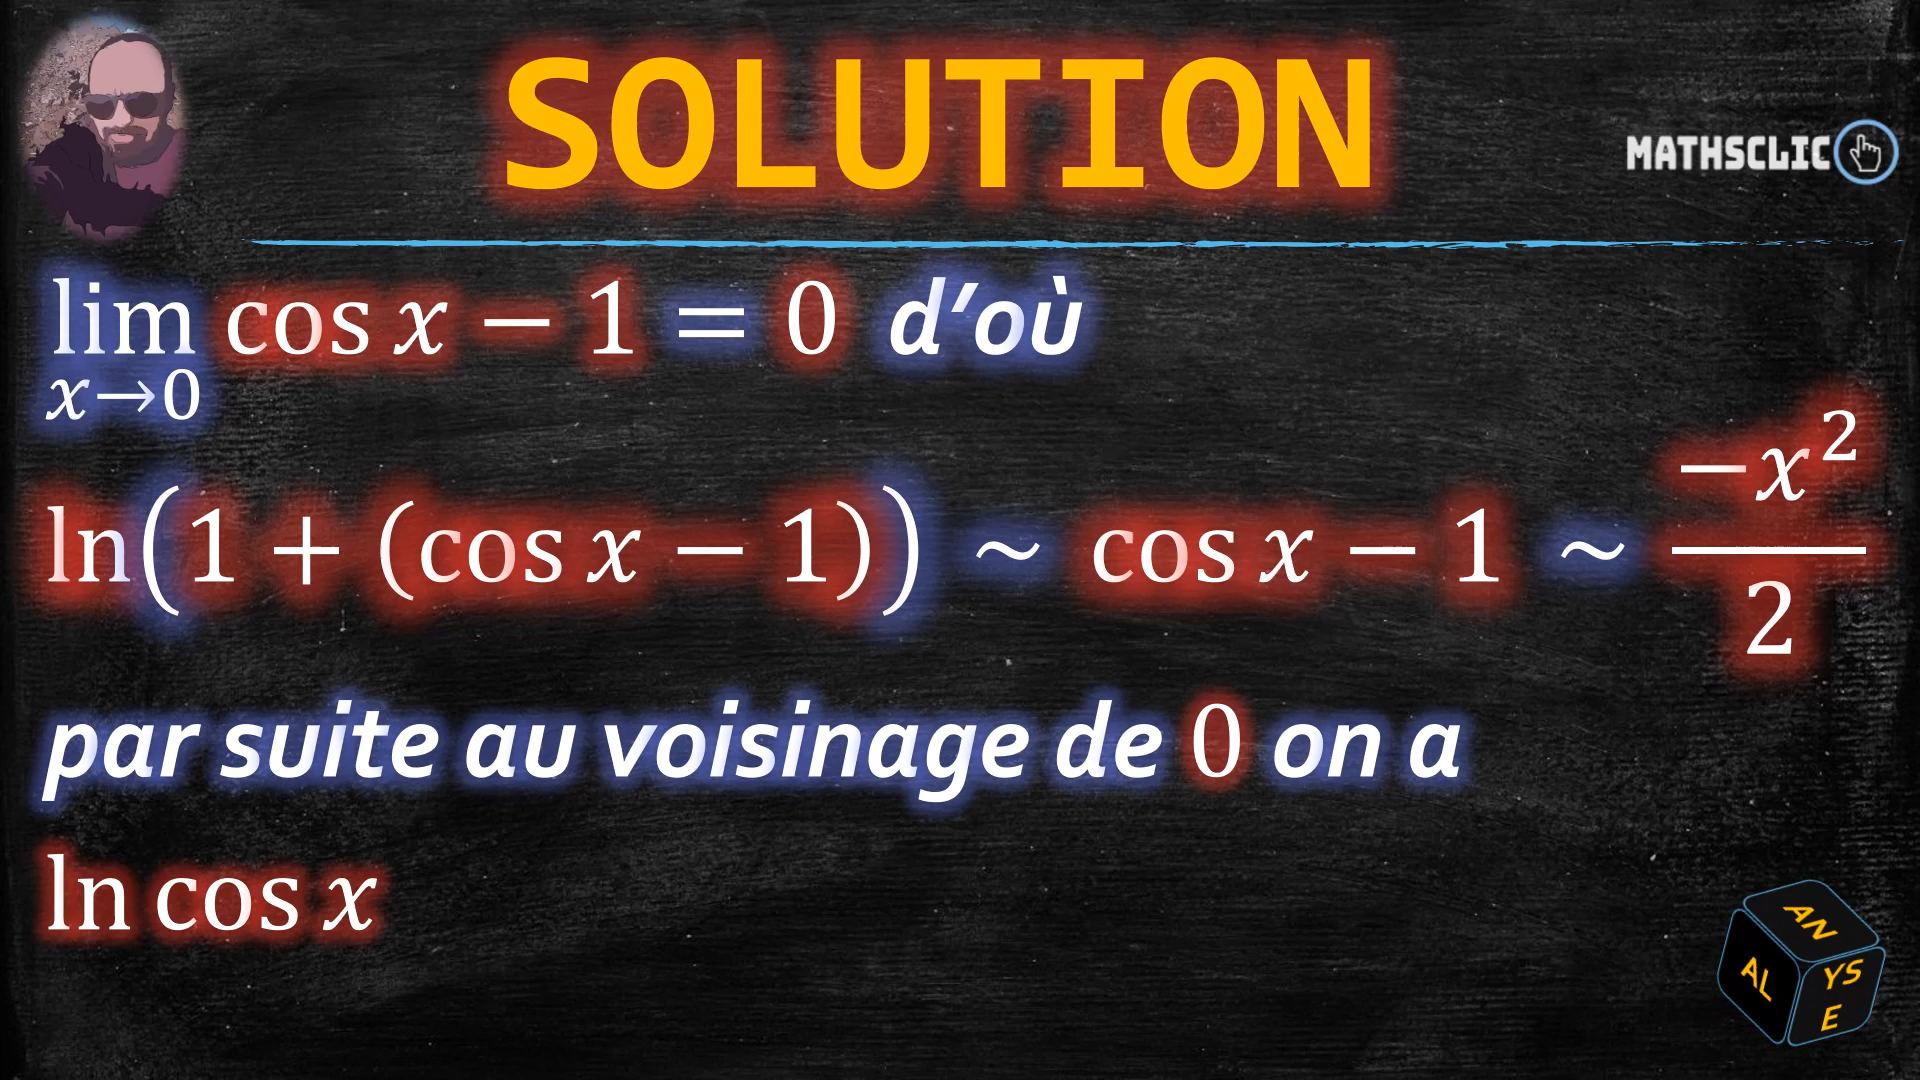 SOLUTION
MATHSCLIC
lim cos x − 1 = 0 d’où
x→0
ln(1 + (cos x − 1)) ~ cos x − 1 ~ −x²/2
par suite au voisinage de 0 on a
ln cos x
AN
AL
YS
E